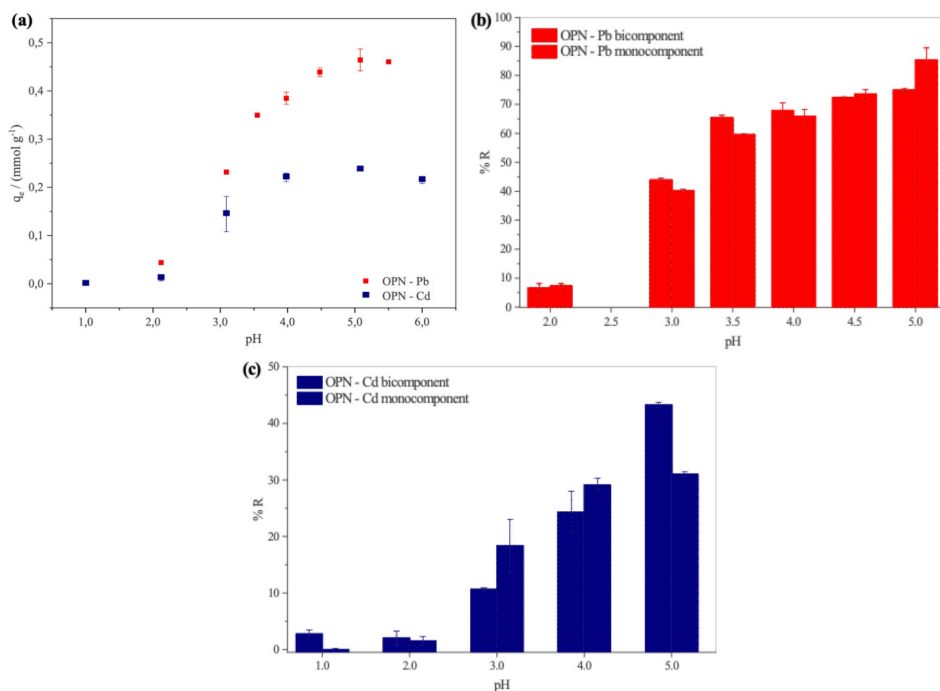 (a)
0,5
0,4
0,3
0,2
0,1
0,0
q_e / (mmol g⁻¹)
OPN - Pb
OPN - Cd
1,0 2,0 3,0 4,0 5,0 6,0
pH
(b)
OPN - Pb bicomponent
OPN - Pb monocomponent
100
90
80
70
60
50
40
30
20
10
0
% R
2.0 2.5 3.0 3.5 4.0 4.5 5.0
pH
(c)
OPN - Cd bicomponent
OPN - Cd monocomponent
50
40
30
20
10
0
% R
1.0 2.0 3.0 4.0 5.0
pH